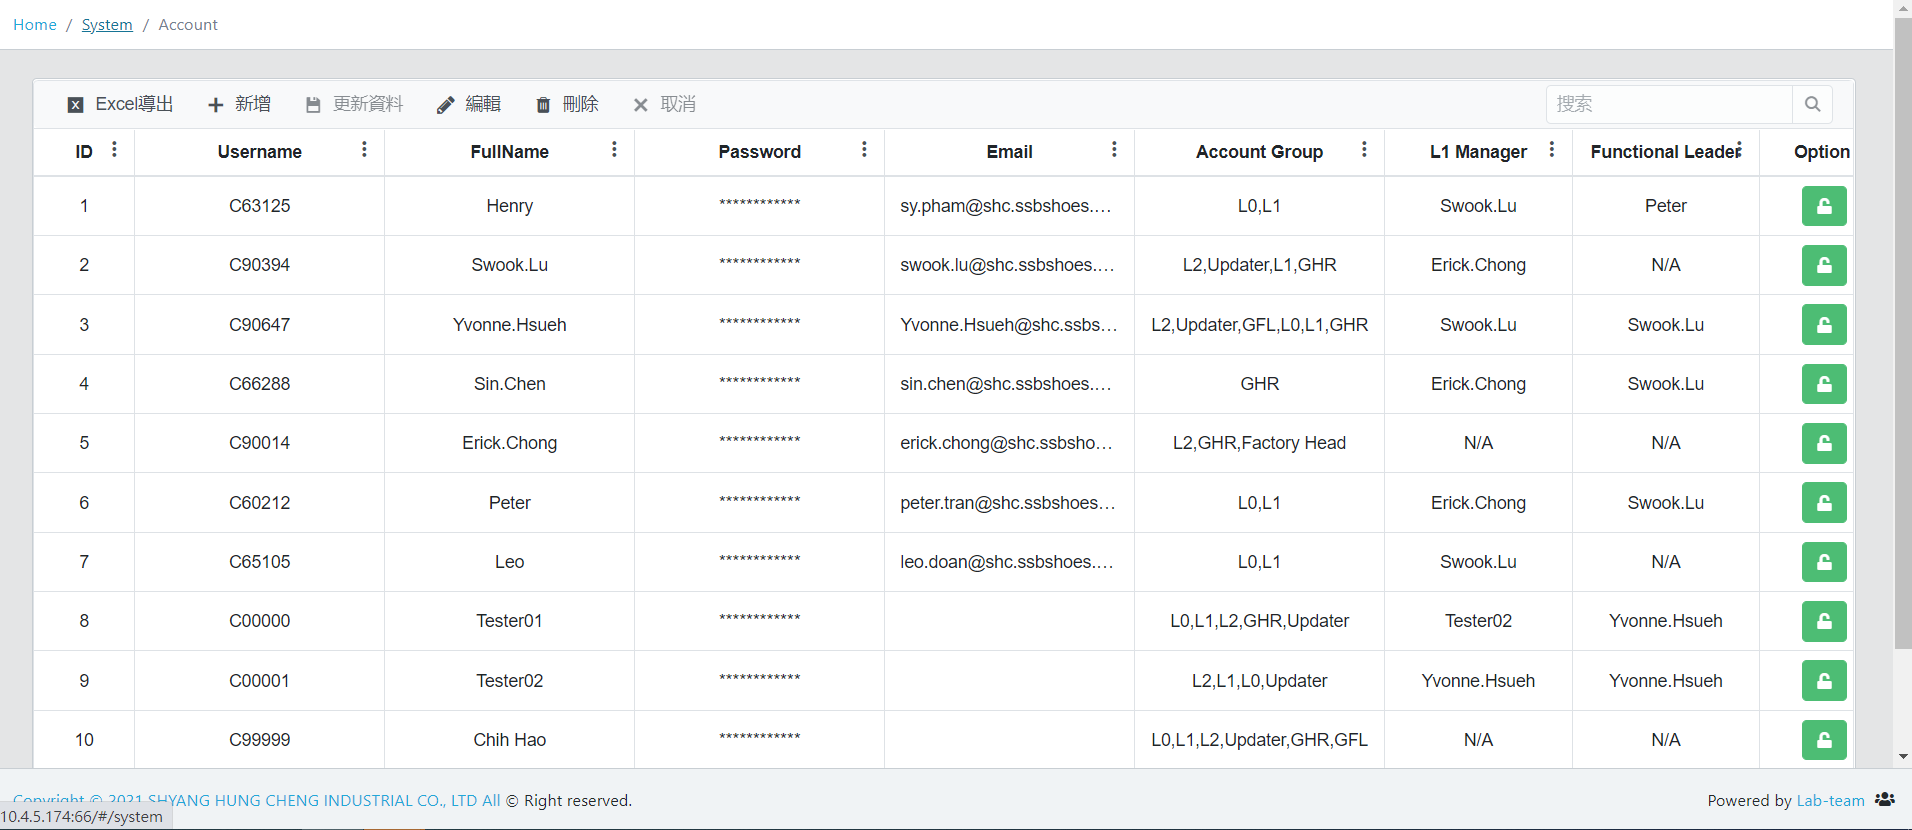 Home / System / Account
Excel導出 新增 更新資料 編輯 刪除 取消 搜索
ID Username FullName Password Email Account Group L1 Manager Functional Leader Option
1 C63125 Henry ************ sy.pham@shc.ssbshoes.... L0,L1 Swook.Lu Peter
2 C90394 Swook.Lu ************ swook.lu@shc.ssbshoes.... L2,Updater,L1,GHR Erick.Chong N/A
3 C90647 Yvonne.Hsueh ************ Yvonne.Hsueh@shc.ssbs... L2,Updater,GFL,L0,L1,GHR Swook.Lu Swook.Lu
4 C66288 Sin.Chen ************ sin.chen@shc.ssbshoes.... GHR Erick.Chong Swook.Lu
5 C90014 Erick.Chong ************ erick.chong@shc.ssbsho... L2,GHR,Factory Head N/A N/A
6 C60212 Peter ************ peter.tran@shc.ssbshoes... L0,L1 Erick.Chong Swook.Lu
7 C65105 Leo ************ leo.doan@shc.ssbshoes.... L0,L1 Swook.Lu N/A
8 C00000 Tester01 ************ L0,L1,L2,GHR,Updater Tester02 Yvonne.Hsueh
9 C00001 Tester02 ************ L2,L1,L0,Updater Yvonne.Hsueh Yvonne.Hsueh
10 C99999 Chih Hao ************ L0,L1,L2,Updater,GHR,GFL N/A N/A
Copyright © 2021 SHYANG HUNG CHENG INDUSTRIAL CO., LTD All © Right reserved. Powered by Lab-team
10.4.5.174:66/#/system